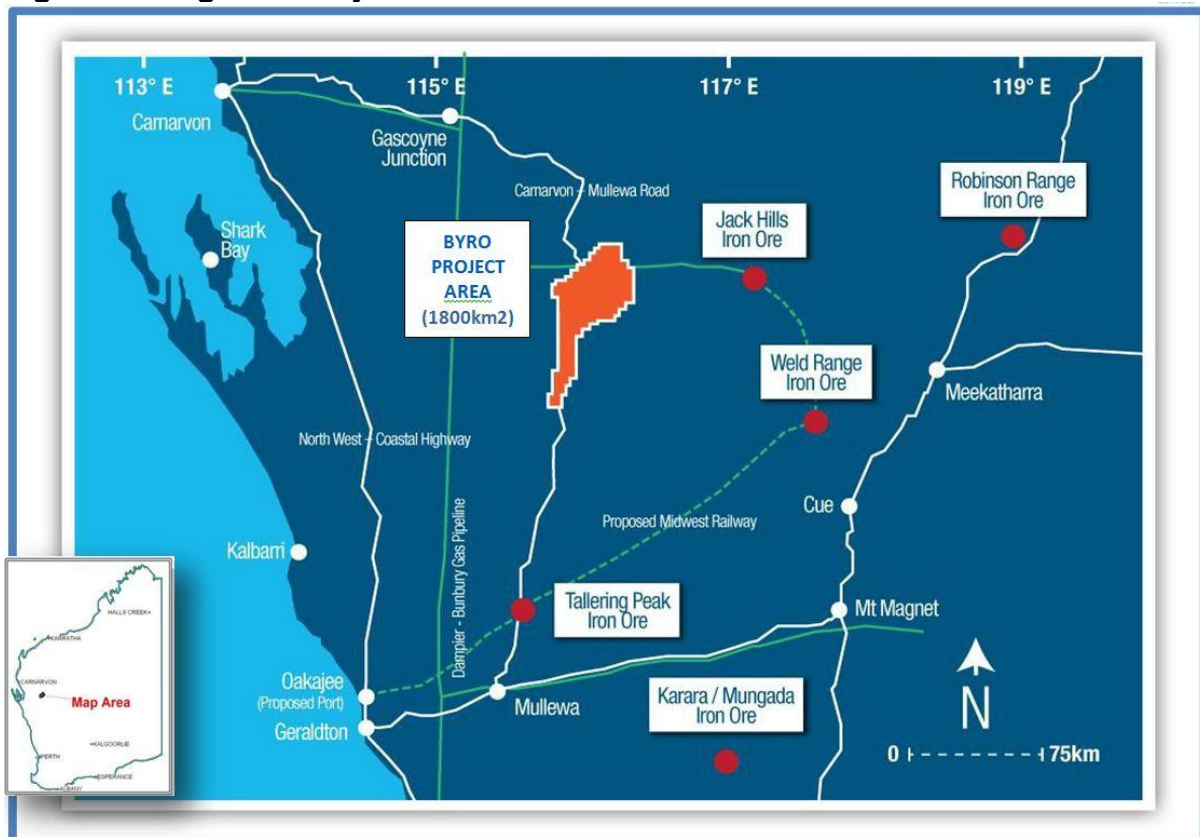 113° E
115° E
117° E
119° E
Carnarvon
Gascoyne
Junction
Carnarvon - Mullewa Road
Robinson Range
Iron Ore
Jack Hills
Iron Ore
Shark
Bay
BYRO
PROJECT
AREA
(1800km2)
Weld Range
Iron Ore
Meekatharra
North West - Coastal Highway
Cue
Proposed Midwest Railway
Dampier - Bunbury Gas Pipeline
Kalbarri
Tallering Peak
Iron Ore
Mt Magnet
Oakajee
(Proposed Port)
Geraldton
Mullewa
Karara / Mungada
Iron Ore
N
0
75km
HALLS CREEK
KARRATHA
CARNARVON
Map Area
KALGOORLIE
PERTH
ESPERANCE
ALBANY